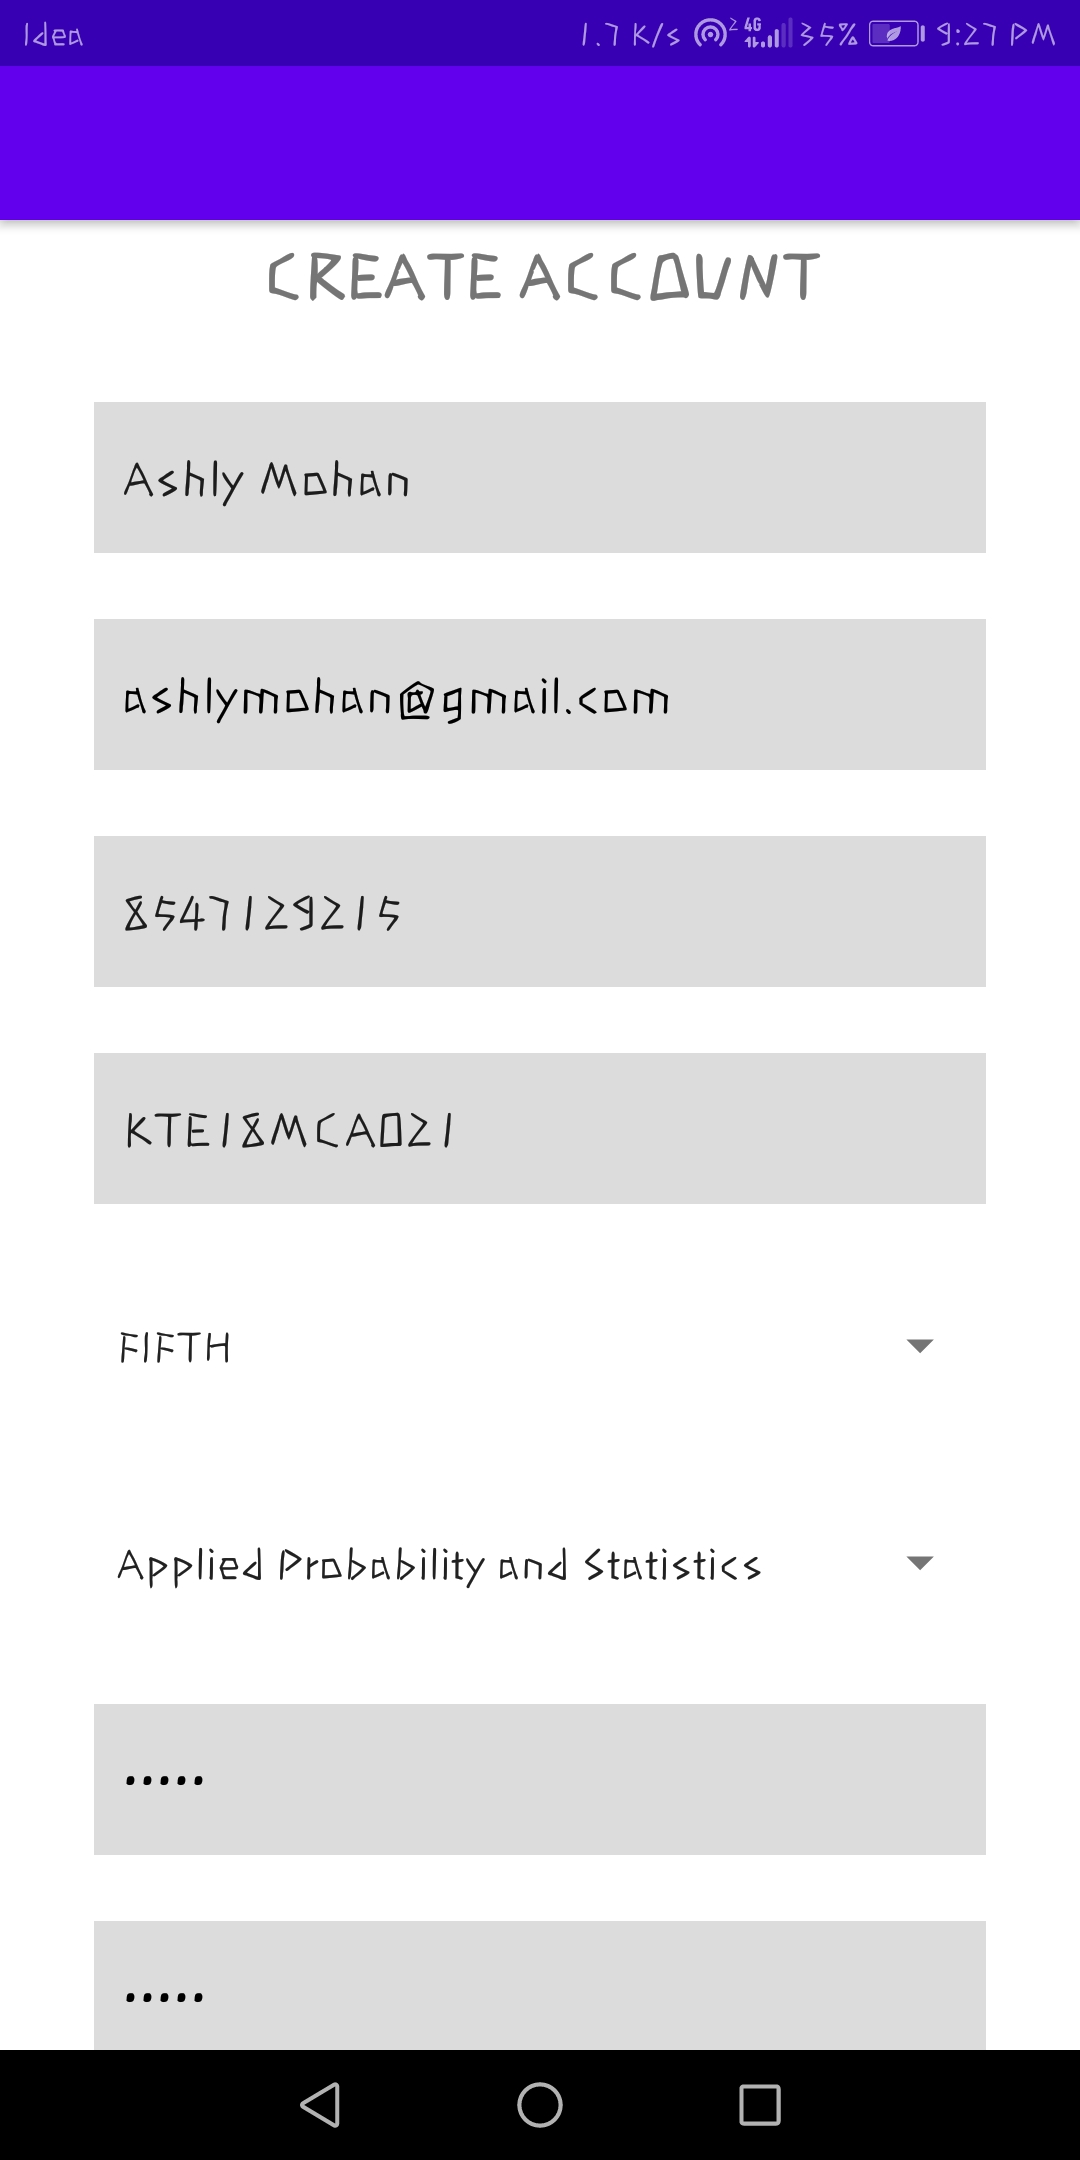 Idea 1.7 K/s 2 4G 35% 9:27 PM
CREATE ACCOUNT
Ashly Mohan
ashlymohan@gmail.com
8547129215
KTE18MCA021
FIFTH
Applied Probability and Statistics
•••••
•••••